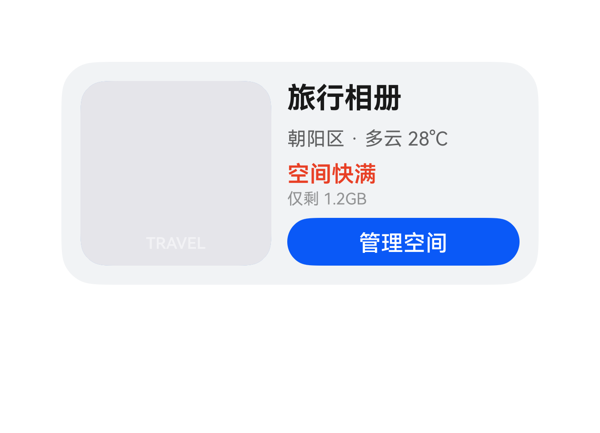 TRAVEL
旅行相册
朝阳区 · 多云 28℃
空间快满
仅剩 1.2GB
管理空间